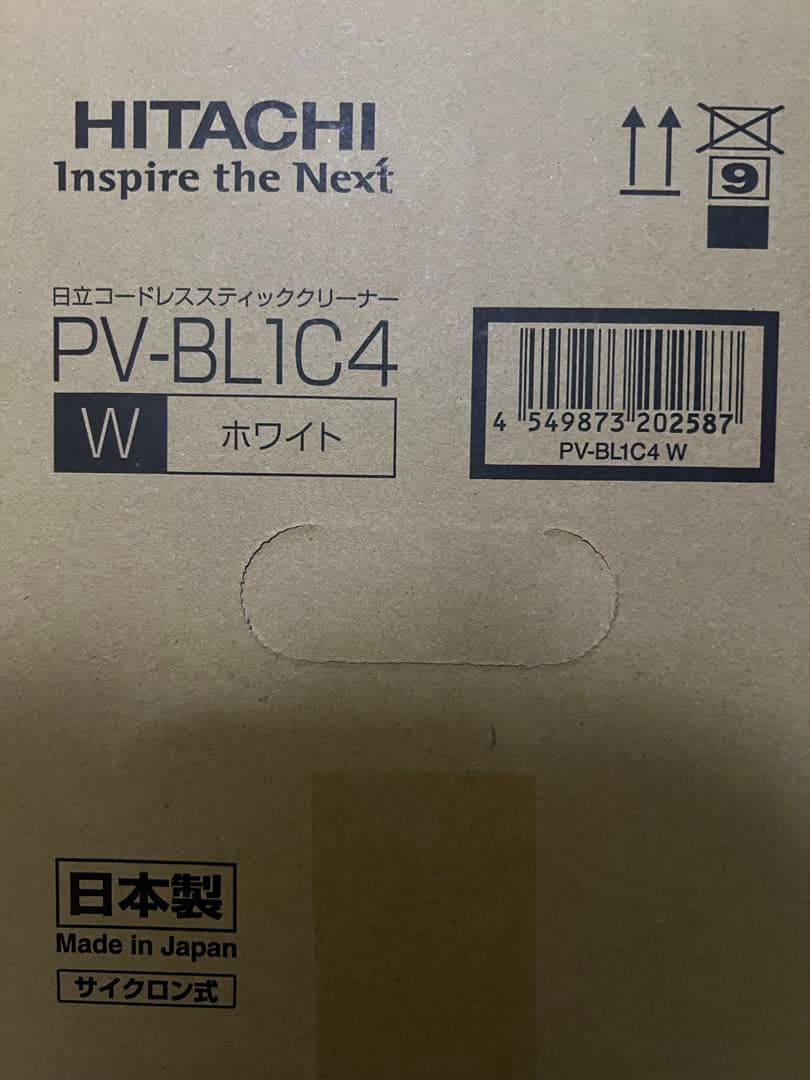 HITACHI
Inspire the Next
9
日立コードレススティッククリーナー
PV-BL1C4
W ホワイト
4 549873 202587
PV-BL1C4 W
日本製
Made in Japan
サイクロン式